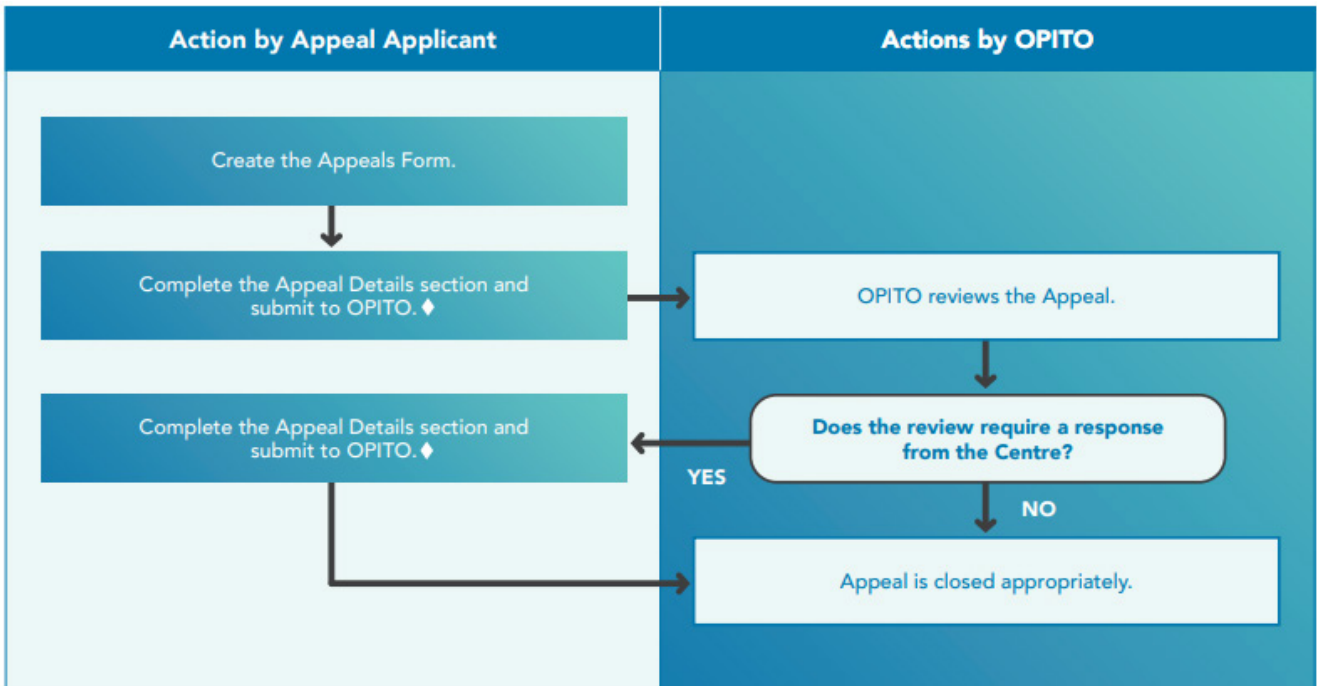 Action by Appeal Applicant
Actions by OPITO
Create the Appeals Form.
Complete the Appeal Details section and
submit to OPITO.♦
OPITO reviews the Appeal.
Complete the Appeal Details section and
submit to OPITO.♦
Does the review require a response
from the Centre?
YES
NO
Appeal is closed appropriately.